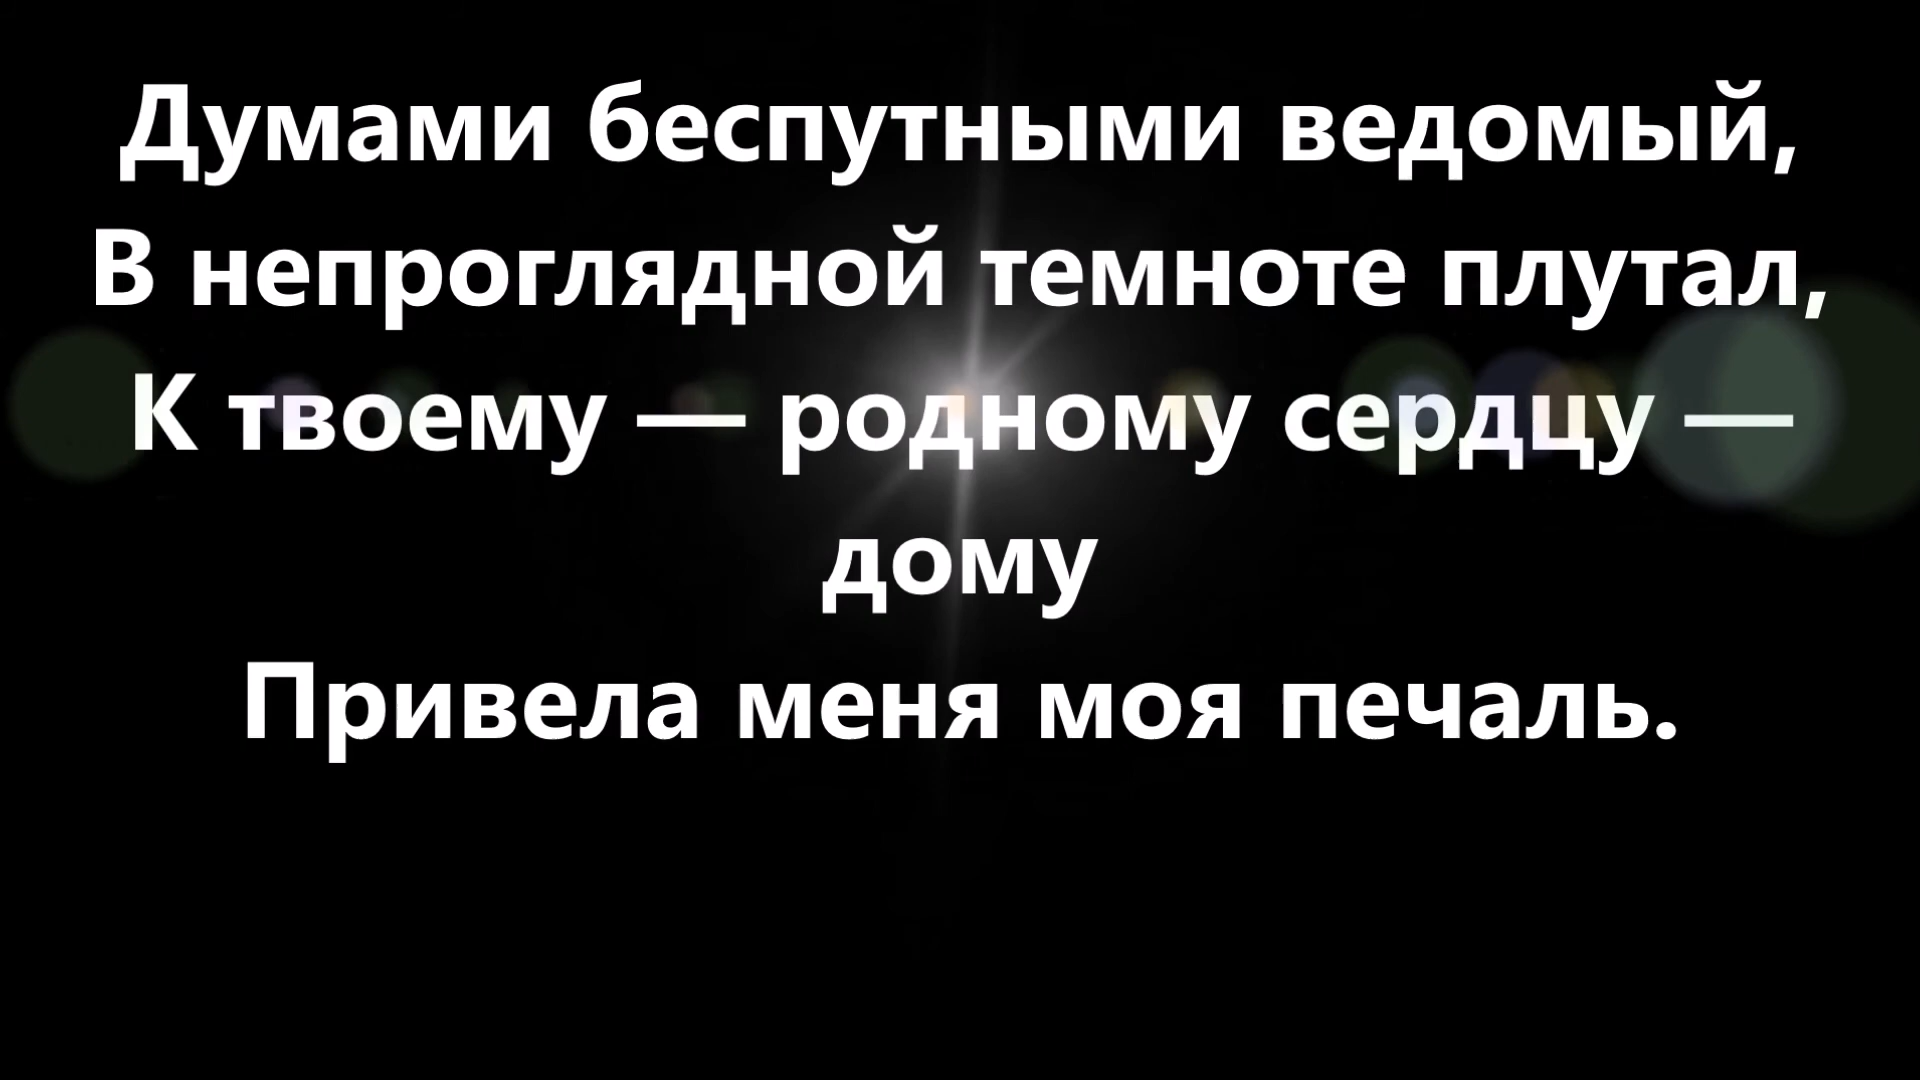 Думами беспутными ведомый,
В непроглядной темноте плутал,
К твоему — родному сердцу —
дому
Привела меня моя печаль.